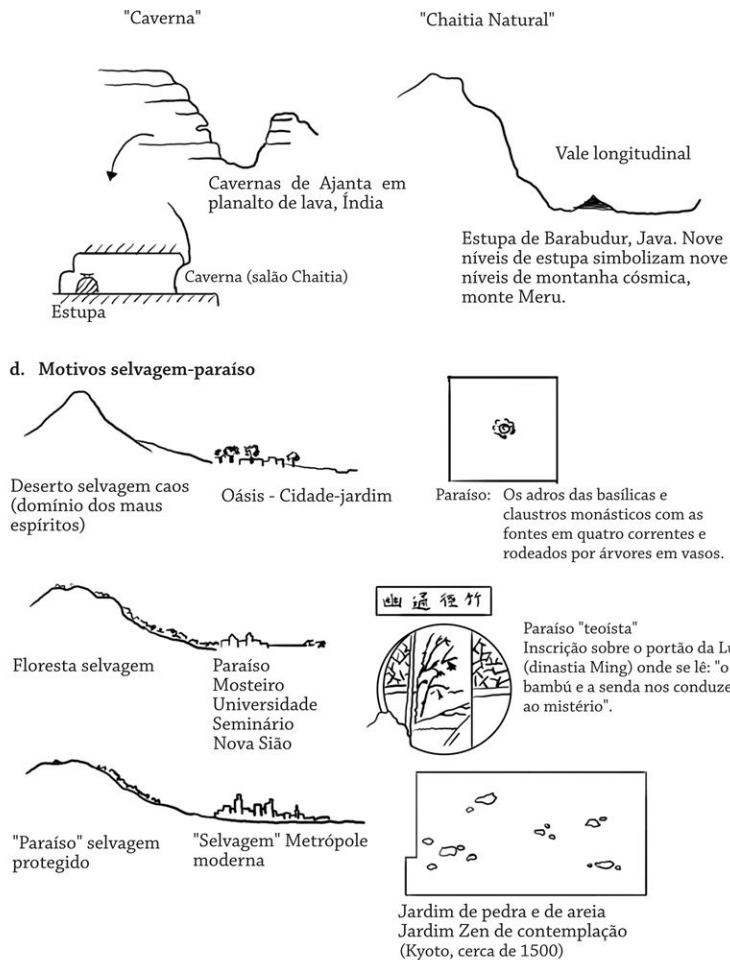 "Caverna"
"Chaitia Natural"
Cavernas de Ajanta em
planalto de lava, Índia
Caverna (salão Chaitia)
Estupa
Vale longitudinal
Estupa de Barabudur, Java. Nove
níveis de estupa simbolizam nove
níveis de montanha cósmica,
monte Meru.
d. Motivos selvagem-paraíso
Deserto selvagem caos
(domínio dos maus
espíritos)
Oásis - Cidade-jardim
Paraíso: Os adros das basílicas e
claustros monásticos com as
fontes em quatro correntes e
rodeados por árvores em vasos.
Floresta selvagem
Paraíso
Mosteiro
Universidade
Seminário
Nova Sião
幽通徑竹
Paraíso "teoísta"
Inscrição sobre o portão da Lu
(dinastia Ming) onde se lê: "o
bambú e a senda nos conduze
ao mistério".
"Paraíso" selvagem
protegido
"Selvagem" Metrópole
moderna
Jardim de pedra e de areia
Jardim Zen de contemplação
(Kyoto, cerca de 1500)